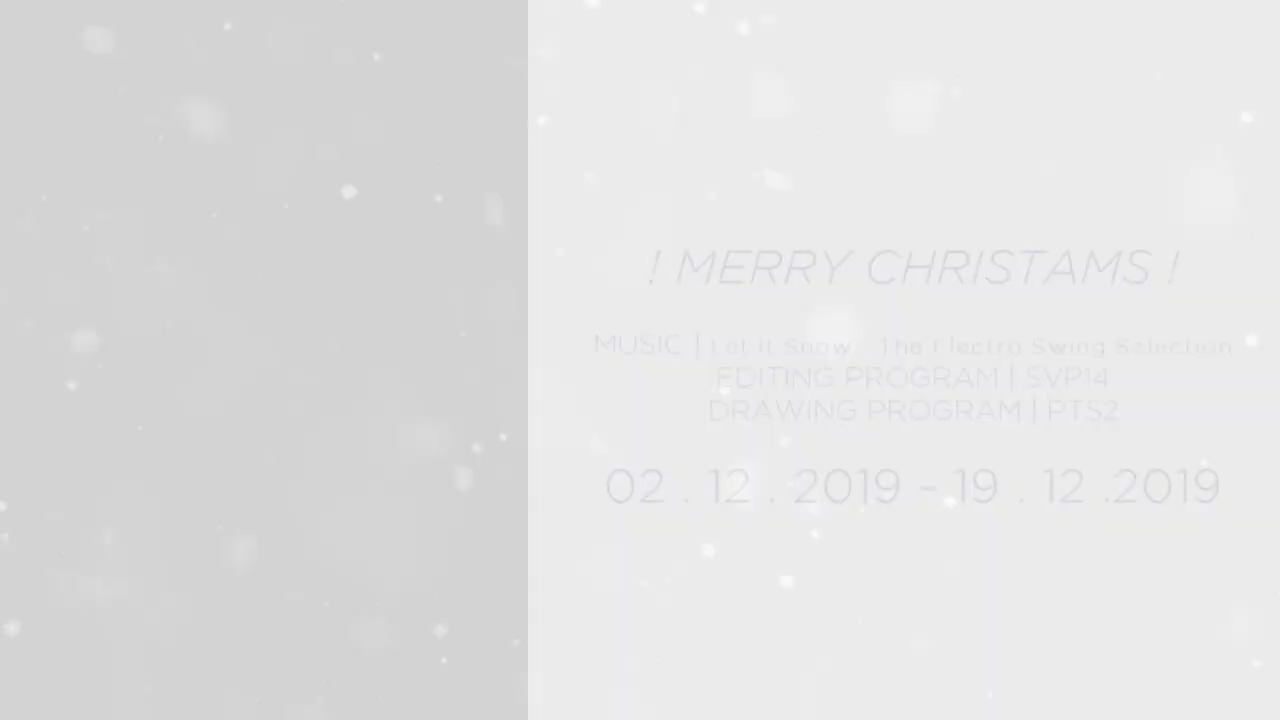 ! MERRY CHRISTAMS !
MUSIC | Let It Snow The Electro Swing Selection
EDITING PROGRAM | SVP14
DRAWING PROGRAM | PTS2
02 . 12 . 2019 - 19 . 12 .2019